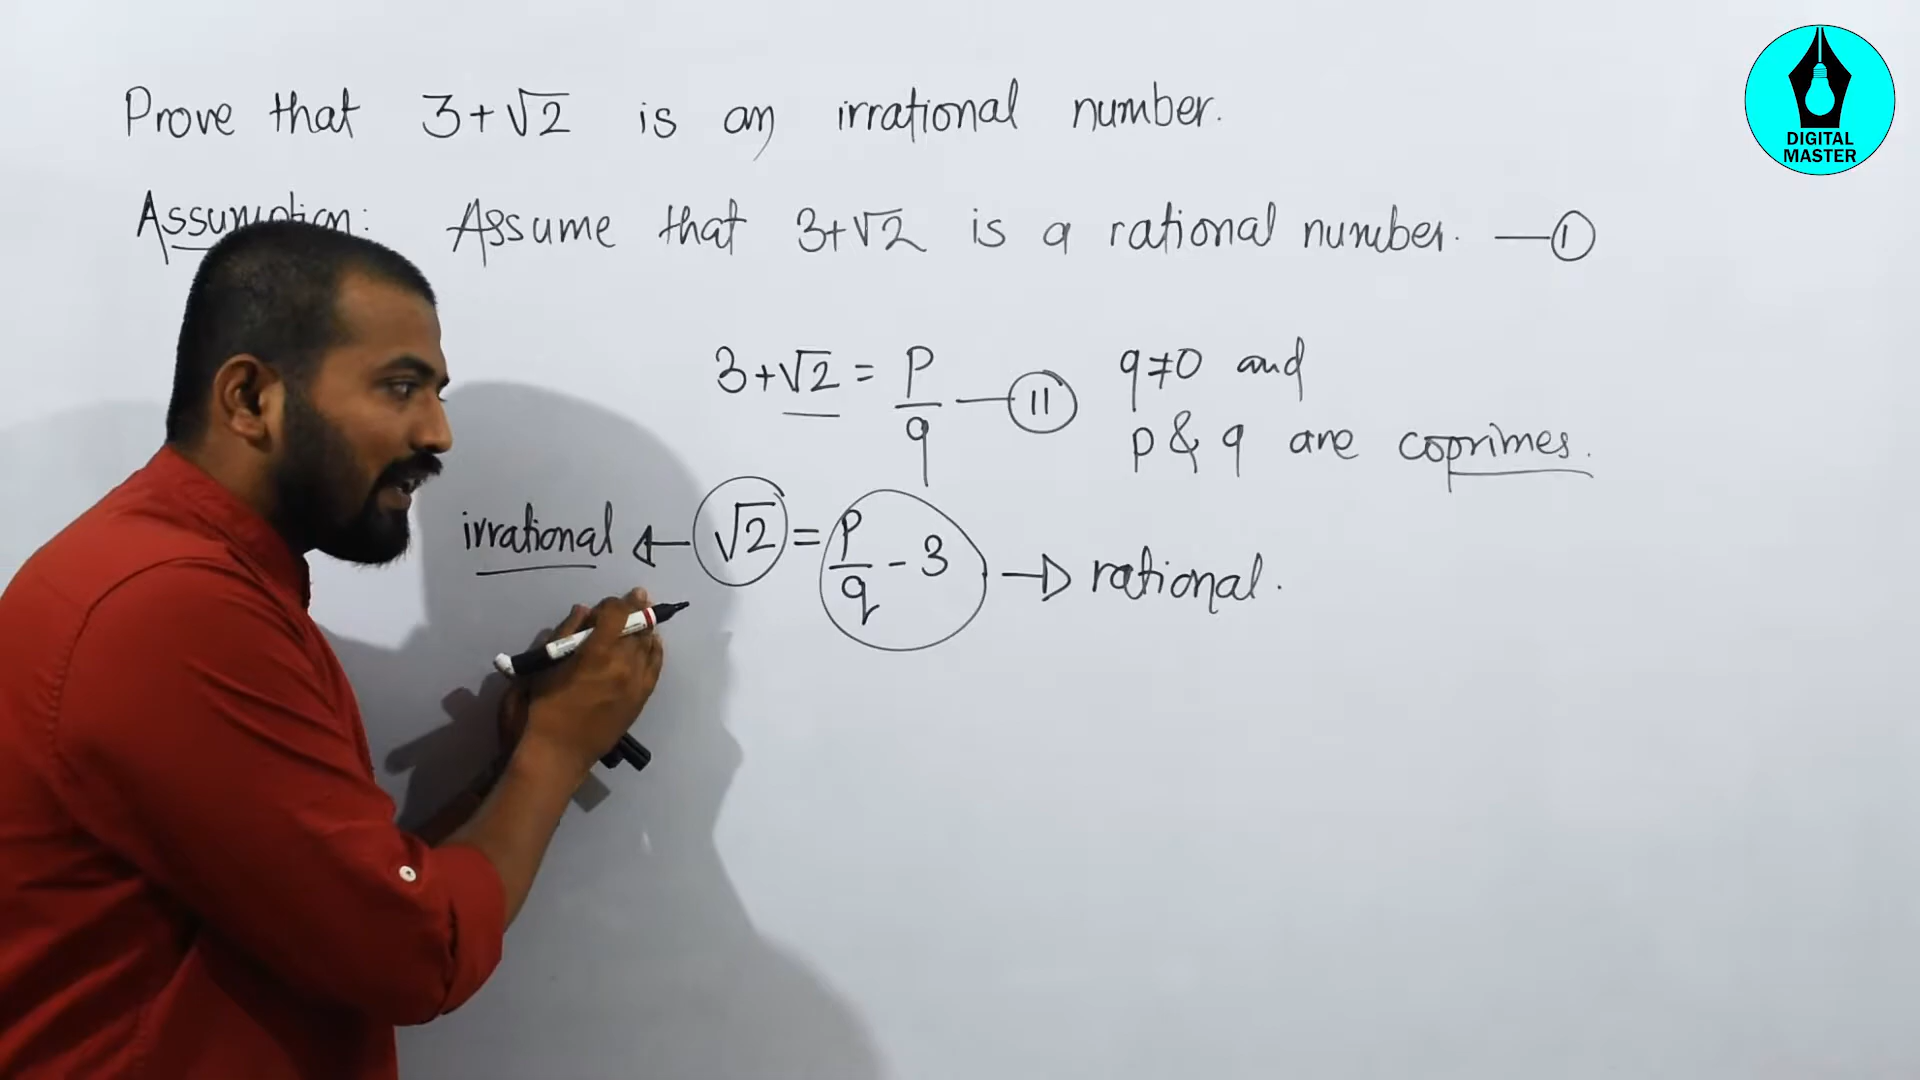 Prove that 3+√2 is an irrational number.
Assumption: Assume that 3+√2 is a rational number. —①
3+√2 = p/q —⑪ q≠0 and
p & q are coprimes.
irrational ← √2 = p/q - 3 → rational.
DIGITAL
MASTER